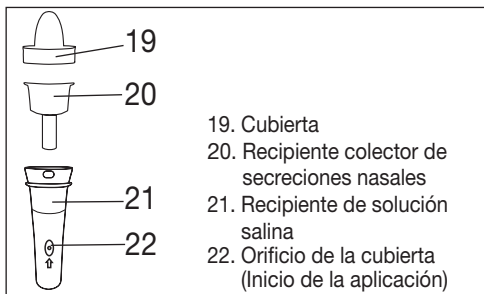 19
20
21
22
19. Cubierta
20. Recipiente colector de
secreciones nasales
21. Recipiente de solución
salina
22. Orificio de la cubierta
(Inicio de la aplicación)